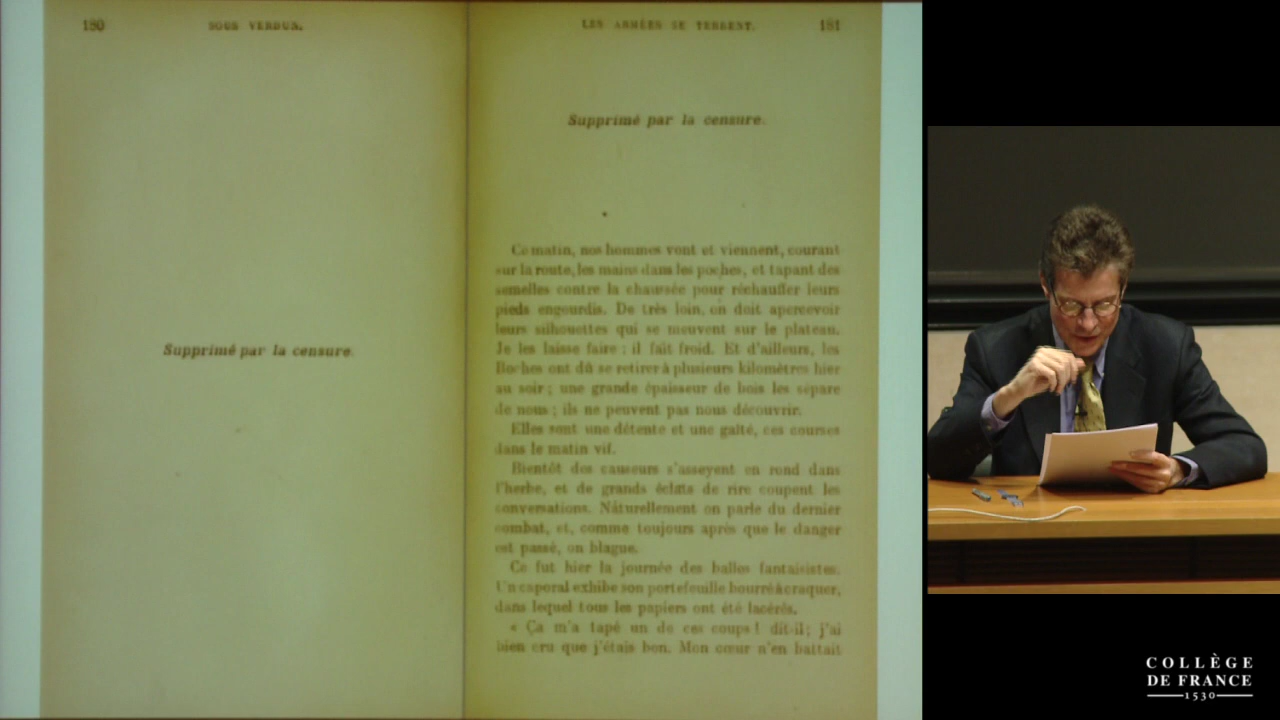 180
SOUS VERDUN.
Supprimé par la censure.
LES ARMÉES SE TERRENT.
181
Supprimé par la censure.
Ce matin, nos hommes vont et viennent, courant
sur la route, les mains dans les poches, et tapant des
semelles contre la chaussée pour réchauffer leurs
pieds engourdis. De très loin, on doit apercevoir
leurs silhouettes qui se meuvent sur le plateau.
Je les laisse faire : il fait froid. Et d'ailleurs, les
Boches ont dû se retirer à plusieurs kilomètres hier
au soir ; une grande épaisseur de bois les sépare
de nous ; ils ne peuvent pas nous découvrir.
Elles sont une détente et une gaîté, ces courses
dans le matin vif.
Bientôt des causeurs s'asseyent en rond dans
l'herbe, et de grands éclats de rire coupent les
conversations. Naturellement on parle du dernier
combat, et, comme toujours après que le danger
est passé, on blague.
Ce fut hier la journée des balles fantaisistes.
Un caporal exhibe son portefeuille bourré à craquer,
dans lequel tous les papiers ont été lacérés.
« Ça m'a tapé un de ces coups ! dit-il ; j'ai
bien cru que j'étais bon. Mon cœur n'en battait
COLLÈGE
DE FRANCE
1530